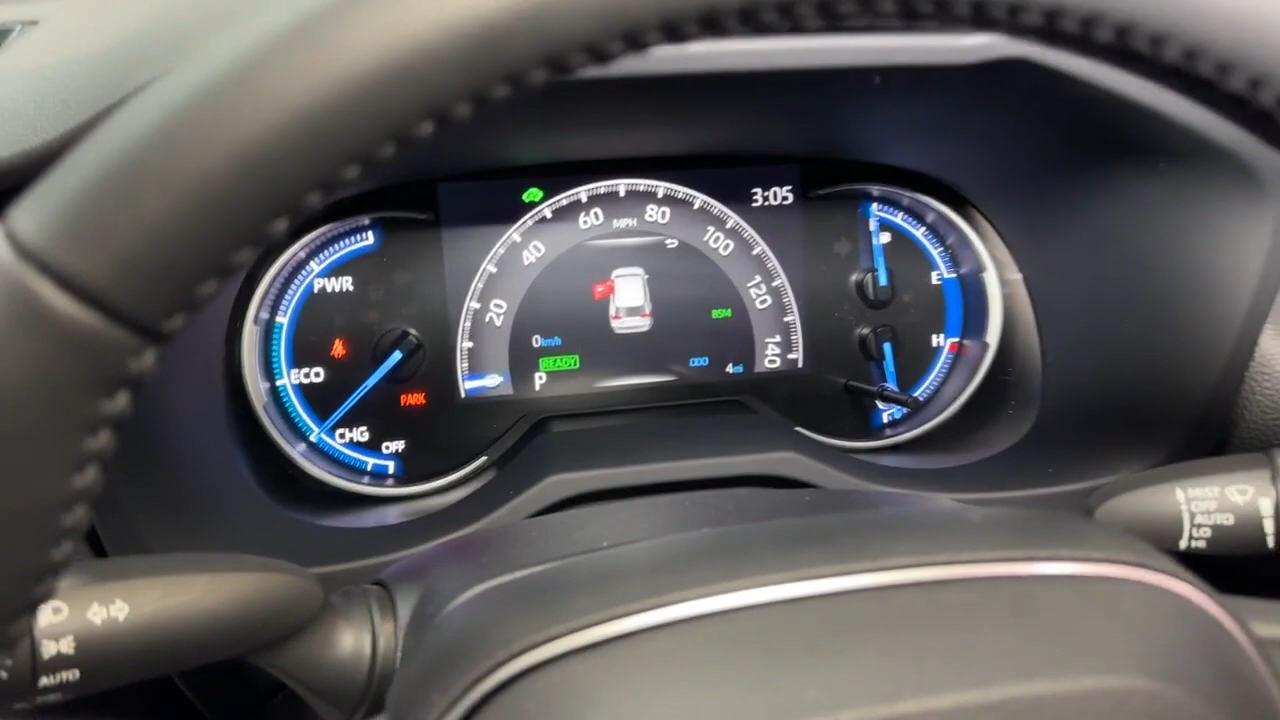 3:05
PWR
ECO
CHG
OFF
PARK
20
40
60
MPH
80
100
120
140
BSM
0km/h
READY
P
ODO
4mi
E
H
MIST
OFF
AUTO
LO
HI
AUTO